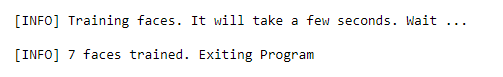 [INFO] Training faces. It will take a few seconds. Wait ...
[INFO] 7 faces trained. Exiting Program